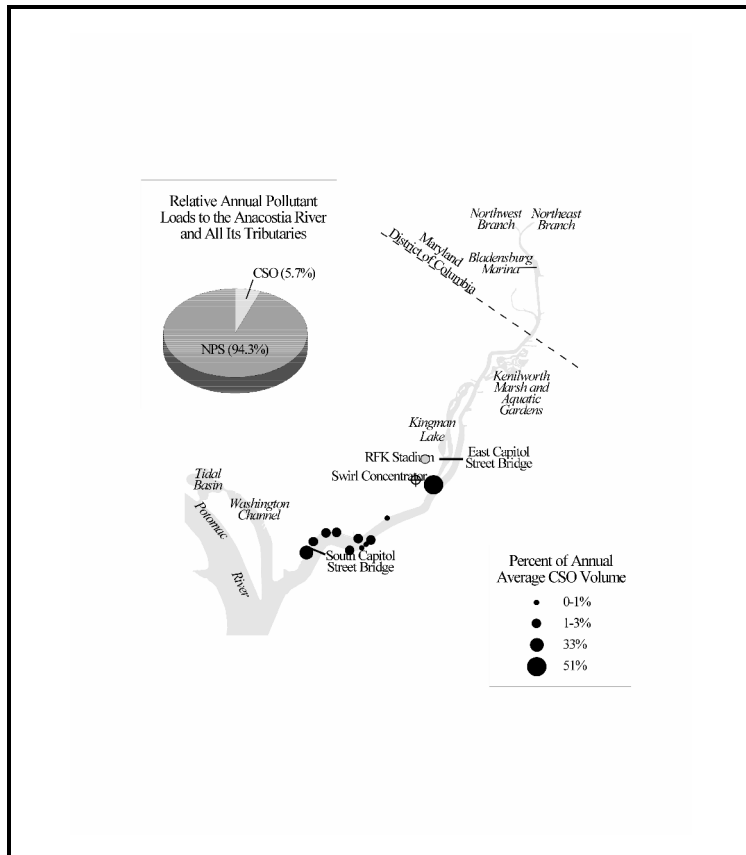 Relative Annual Pollutant
Loads to the Anacostia River
and All Its Tributaries
CSO (5.7%)
NPS (94.3%)
Northwest
Branch
Northeast
Branch
Maryland
District of Columbia
Bladensburg
Marina
Kenilworth
Marsh and
Aquatic
Gardens
Kingman
Lake
RFK Stadium
East Capitol
Street Bridge
Swirl Concentrator
Tidal
Basin
Washington
Channel
Potomac
River
South Capitol
Street Bridge
Percent of Annual
Average CSO Volume
0-1%
1-3%
33%
51%